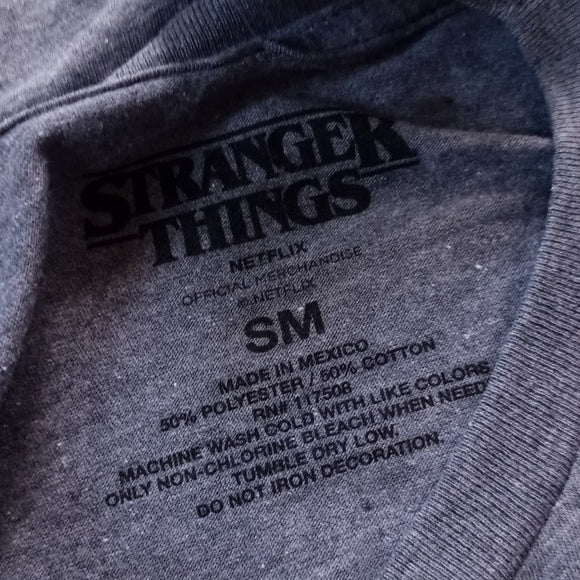 STRANGER
THINGS
NETFLIX
OFFICIAL MERCHANDISE
© NETFLIX
SM
MADE IN MEXICO
50% POLYESTER / 50% COTTON
RN# 117508
MACHINE WASH COLD WITH LIKE COLORS
ONLY NON-CHLORINE BLEACH WHEN NEED
TUMBLE DRY LOW.
DO NOT IRON DECORATION.